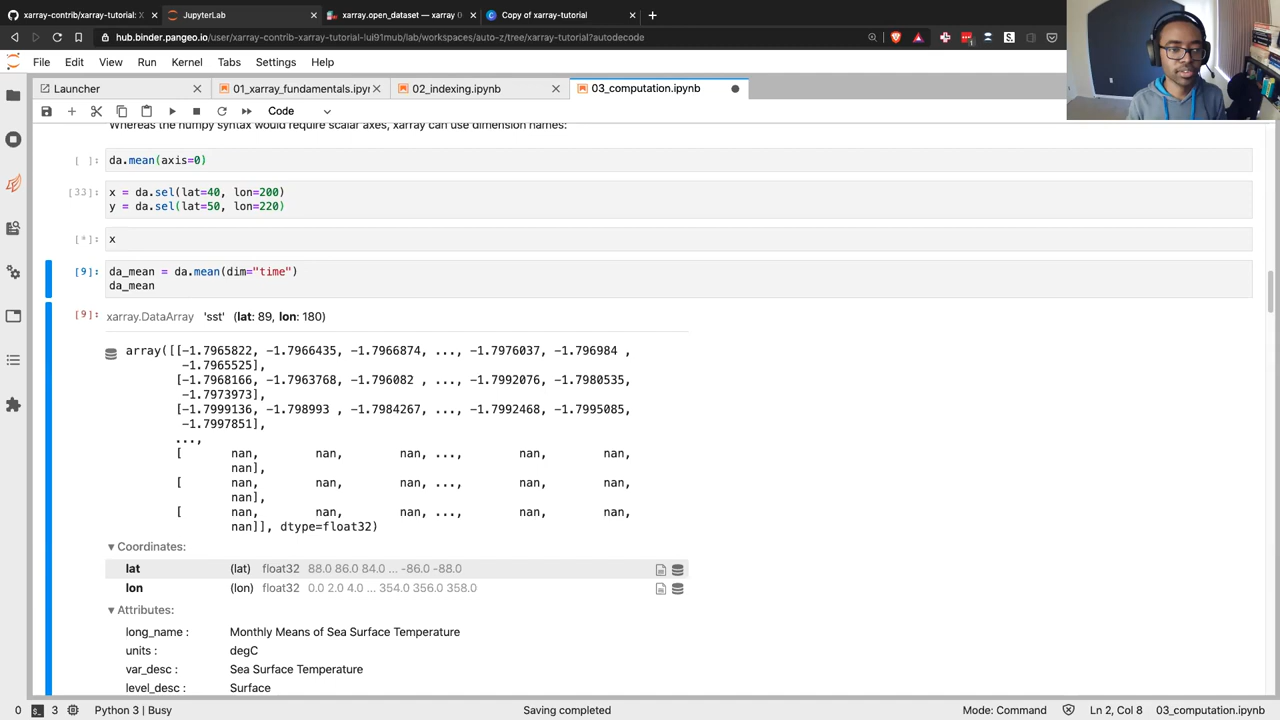 xarray-contrib/xarray-tutorial: X
JupyterLab
xarray.open_dataset — xarray
Copy of xarray-tutorial
hub.binder.pangeo.io/user/xarray-contrib-xarray-tutorial-lui91mub/lab/workspaces/auto-z/tree/xarray-tutorial?autodecode
File Edit View Run Kernel Tabs Settings Help
Launcher
01_xarray_fundamentals.ipyn
02_indexing.ipynb
03_computation.ipynb
Code
Whereas the numpy syntax would require scalar axes, xarray can use dimension names:
[ ]: da.mean(axis=0)
[33]: x = da.sel(lat=40, lon=200)
y = da.sel(lat=50, lon=220)
[*]: x
[9]: da_mean = da.mean(dim="time")
da_mean
[9]: xarray.DataArray 'sst' (lat: 89, lon: 180)
array([[-1.7965822, -1.7966435, -1.7966874, ..., -1.7976037, -1.796984 ,
-1.7965525],
[-1.7968166, -1.7963768, -1.796082 , ..., -1.7992076, -1.7980535,
-1.7973973],
[-1.7999136, -1.798993 , -1.7984267, ..., -1.7992468, -1.7995085,
-1.7997851],
...,
[ nan, nan, nan, ..., nan, nan,
nan],
[ nan, nan, nan, ..., nan, nan,
nan],
[ nan, nan, nan, ..., nan, nan,
nan]], dtype=float32)
▼ Coordinates:
lat (lat) float32 88.0 86.0 84.0 ... -86.0 -88.0
lon (lon) float32 0.0 2.0 4.0 ... 354.0 356.0 358.0
▼ Attributes:
long_name : Monthly Means of Sea Surface Temperature
units : degC
var_desc : Sea Surface Temperature
level_desc : Surface
0 3 Python 3 | Busy Saving completed Mode: Command Ln 2, Col 8 03_computation.ipynb